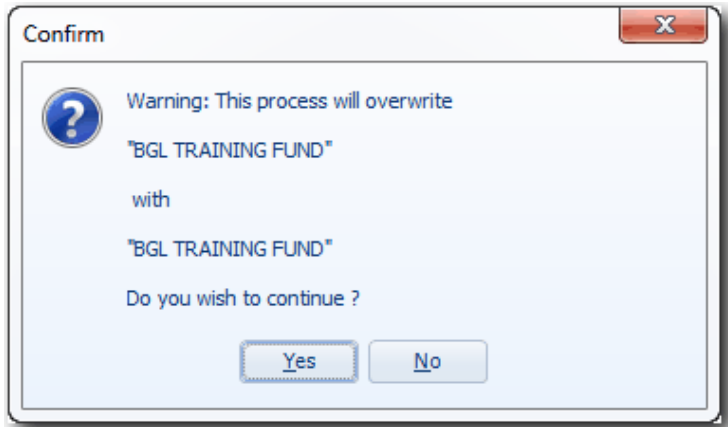 Confirm
Warning: This process will overwrite
"BGL TRAINING FUND"
with
"BGL TRAINING FUND"
Do you wish to continue ?
Yes No